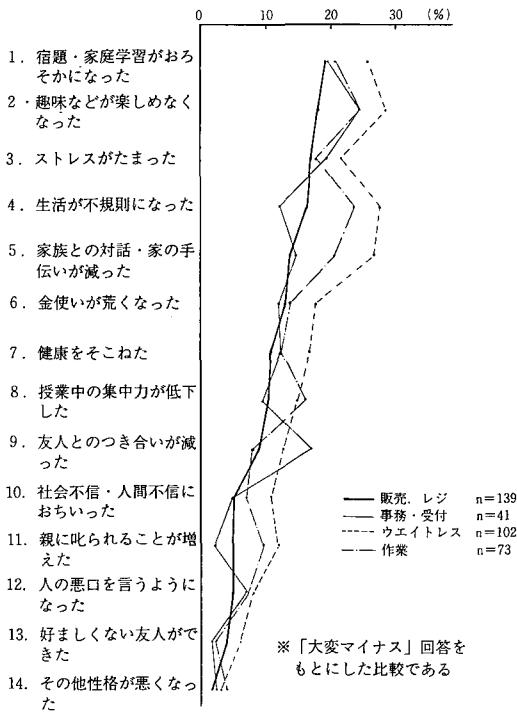 0 10 20 30 (%)
1. 宿題・家庭学習がおろ
そかになった
2・趣味などが楽しめなく
なった
3. ストレスがたまった
4. 生活が不規則になった
5. 家族との対話・家の手
伝いが減った
6. 金使いが荒くなった
7. 健康をそこねた
8. 授業中の集中力が低下
した
9. 友人とのつき合いが減
った
10. 社会不信・人間不信に
おちいった
11. 親に叱られることが増
えた
12. 人の悪口を言うように
なった
13. 好ましくない友人がで
きた
14. その他性格が悪くなっ
た
販売．レジ n=139
事務・受付 n=41
ウエイトレス n=102
作業 n=73
※「大変マイナス」回答を
もとにした比較である